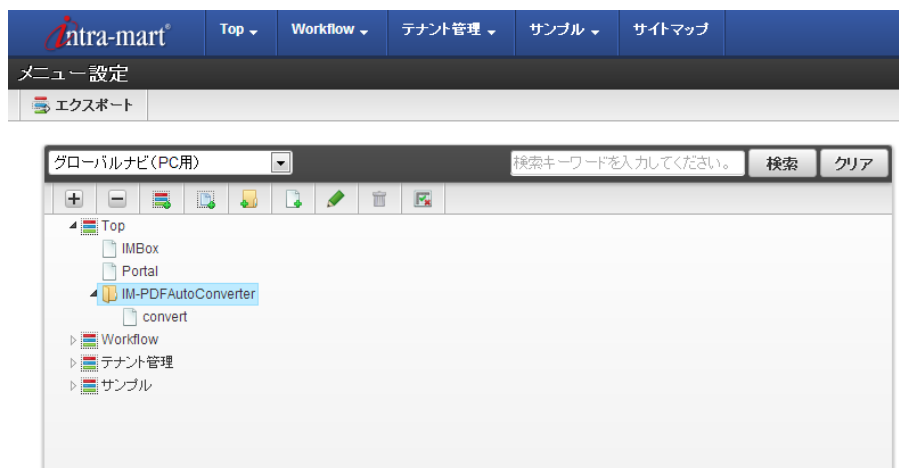 intra-mart® Top Workflow テナント管理 サンプル サイトマップ
メニュー設定
エクスポート
グローバルナビ(PC用) 検索キーワードを入力してください。 検索 クリア
Top
IMBox
Portal
IM-PDFAutoConverter
convert
Workflow
テナント管理
サンプル